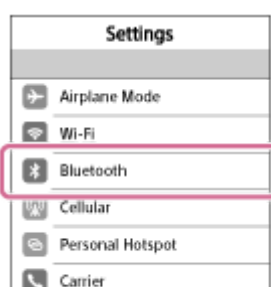 Settings
Airplane Mode
Wi-Fi
Bluetooth
Cellular
Personal Hotspot
Carrier